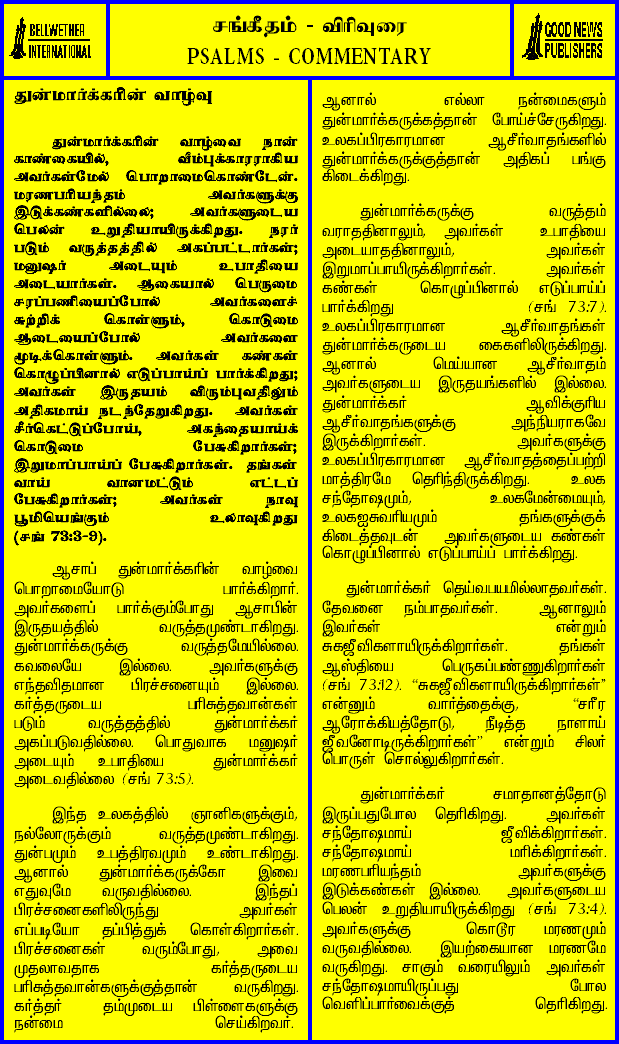 BELLWETHER
INTERNATIONAL
சங்கீதம் - விரிவுரை
PSALMS - COMMENTARY
GOOD NEWS
PUBLISHERS
துன்மார்க்கரின் வாழ்வு
துன்மார்க்கரின் வாழ்வை நான்
காண்கையில், வீம்புக்காரராகிய
அவர்கள்மேல் பொறாமைகொண்டேன்.
மரணபரியந்தம் அவர்களுக்கு
இடுக்கண்களில்லை; அவர்களுடைய
பெலன் உறுதியாயிருக்கிறது. நரர்
படும் வருத்தத்தில் அகப்பட்டார்கள்;
மனுஷர் அடையும் உபாதியை
அடையார்கள். ஆகையால் பெருமை
சரப்பணியைப்போல் அவர்களைச்
சுற்றிக் கொள்ளும், கொடுமை
ஆடையைப்போல் அவர்களை
மூடிக்கொள்ளும். அவர்கள் கண்கள்
கொழுப்பினால் எடுப்பாய்ப் பார்க்கிறது;
அவர்கள் இருதயம் விரும்புவதிலும்
அதிகமாய் நடந்தேறுகிறது. அவர்கள்
சீர்கெட்டுப்போய், அகந்தையாய்க்
கொடுமை பேசுகிறார்கள்;
இறுமாப்பாய்ப் பேசுகிறார்கள். தங்கள்
வாய் வானமட்டும் எட்டப்
பேசுகிறார்கள்; அவர்கள் நாவு
பூமியெங்கும் உலாவுகிறது
(சங் 73:3-9).
ஆசாப் துன்மார்க்கரின் வாழ்வை
பொறாமையோடு பார்க்கிறார்.
அவர்களைப் பார்க்கும்போது ஆசாபின்
இருதயத்தில் வருத்தமுண்டாகிறது.
துன்மார்க்கருக்கு வருத்தமேயில்லை.
கவலையே இல்லை. அவர்களுக்கு
எந்தவிதமான பிரச்சனையும் இல்லை.
கர்த்தருடைய பரிசுத்தவான்கள்
படும் வருத்தத்தில் துன்மார்க்கர்
அகப்படுவதில்லை. பொதுவாக மனுஷர்
அடையும் உபாதியை துன்மார்க்கர்
அடைவதில்லை (சங் 73:5).
இந்த உலகத்தில் ஞானிகளுக்கும்,
நல்லோருக்கும் வருத்தமுண்டாகிறது.
துன்பமும் உபத்திரவமும் உண்டாகிறது.
ஆனால் துன்மார்க்கருக்கோ இவை
எதுவுமே வருவதில்லை. இந்தப்
பிரச்சனைகளிலிருந்து அவர்கள்
எப்படியோ தப்பித்துக் கொள்கிறார்கள்.
பிரச்சனைகள் வரும்போது, அவை
முதலாவதாக கர்த்தருடைய
பரிசுத்தவான்களுக்குத்தான் வருகிறது.
கர்த்தர் தம்முடைய பிள்ளைகளுக்கு
நன்மை செய்கிறவர்.
ஆனால் எல்லா நன்மைகளும்
துன்மார்க்கருக்கத்தான் போய்ச்சேருகிறது.
உலகப்பிரகாரமான ஆசீர்வாதங்களில்
துன்மார்க்கருக்குத்தான் அதிகப் பங்கு
கிடைக்கிறது.
துன்மார்க்கருக்கு வருத்தம்
வராததினாலும், அவர்கள் உபாதியை
அடையாததினாலும், அவர்கள்
இறுமாப்பாயிருக்கிறார்கள். அவர்கள்
கண்கள் கொழுப்பினால் எடுப்பாய்ப்
பார்க்கிறது (சங் 73:7).
உலகப்பிரகாரமான ஆசீர்வாதங்கள்
துன்மார்க்கருடைய கைகளிலிருக்கிறது.
ஆனால் மெய்யான ஆசீர்வாதம்
அவர்களுடைய இருதயங்களில் இல்லை.
துன்மார்க்கர் ஆவிக்குரிய
ஆசீர்வாதங்களுக்கு அந்நியராகவே
இருக்கிறார்கள். அவர்களுக்கு
உலகப்பிரகாரமான ஆசீர்வாதத்தைப்பற்றி
மாத்திரமே தெரிந்திருக்கிறது. உலக
சந்தோஷமும், உலகமேன்மையும்,
உலகஐசுவரியமும் தங்களுக்குக்
கிடைத்தவுடன் அவர்களுடைய கண்கள்
கொழுப்பினால் எடுப்பாய்ப் பார்க்கிறது.
துன்மார்க்கர் தெய்வபயமில்லாதவர்கள்.
தேவனை நம்பாதவர்கள். ஆனாலும்
இவர்கள் என்றும்
சுகஜீவிகளாயிருக்கிறார்கள். தங்கள்
ஆஸ்தியை பெருகப்பண்ணுகிறார்கள்
(சங் 73:12). “சுகஜீவிகளாயிருக்கிறார்கள்”
என்னும் வார்த்தைக்கு, “சரீர
ஆரோக்கியத்தோடு, நீடித்த நாளாய்
ஜீவனோடிருக்கிறார்கள்” என்றும் சிலர்
பொருள் சொல்லுகிறார்கள்.
துன்மார்க்கர் சமாதானத்தோடு
இருப்பதுபோல தெரிகிறது. அவர்கள்
சந்தோஷமாய் ஜீவிக்கிறார்கள்.
சந்தோஷமாய் மரிக்கிறார்கள்.
மரணபரியந்தம் அவர்களுக்கு
இடுக்கண்கள் இல்லை. அவர்களுடைய
பெலன் உறுதியாயிருக்கிறது (சங் 73:4).
அவர்களுக்கு கொடூர மரணமும்
வருவதில்லை. இயற்கையான மரணமே
வருகிறது. சாகும் வரையிலும் அவர்கள்
சந்தோஷமாயிருப்பது போல
வெளிப்பார்வைக்குத் தெரிகிறது.